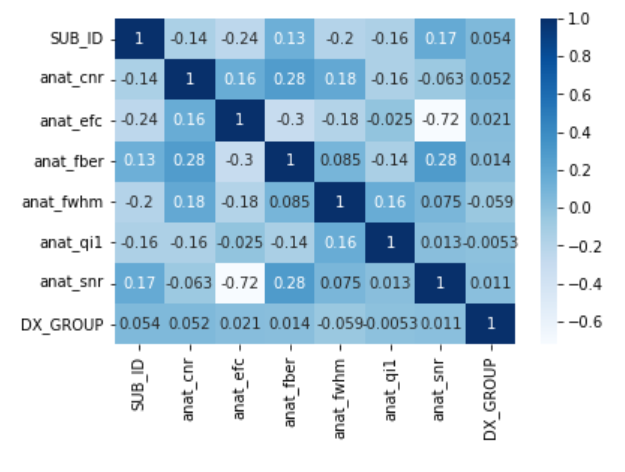 SUB_ID 1 -0.14 -0.24 0.13 -0.2 -0.16 0.17 0.054
anat_cnr -0.14 1 0.16 0.28 0.18 -0.16 -0.063 0.052
anat_efc -0.24 0.16 1 -0.3 -0.18 -0.025 -0.72 0.021
anat_fber 0.13 0.28 -0.3 1 0.085 -0.14 0.28 0.014
anat_fwhm -0.2 0.18 -0.18 0.085 1 0.16 0.075 -0.059
anat_qi1 -0.16 -0.16 -0.025 -0.14 0.16 1 0.013 -0.0053
anat_snr 0.17 -0.063 -0.72 0.28 0.075 0.013 1 0.011
DX_GROUP 0.054 0.052 0.021 0.014 -0.059 -0.0053 0.011 1
SUB_ID
anat_cnr
anat_efc
anat_fber
anat_fwhm
anat_qi1
anat_snr
DX_GROUP
1.0
0.8
0.6
0.4
0.2
0.0
−0.2
−0.4
−0.6